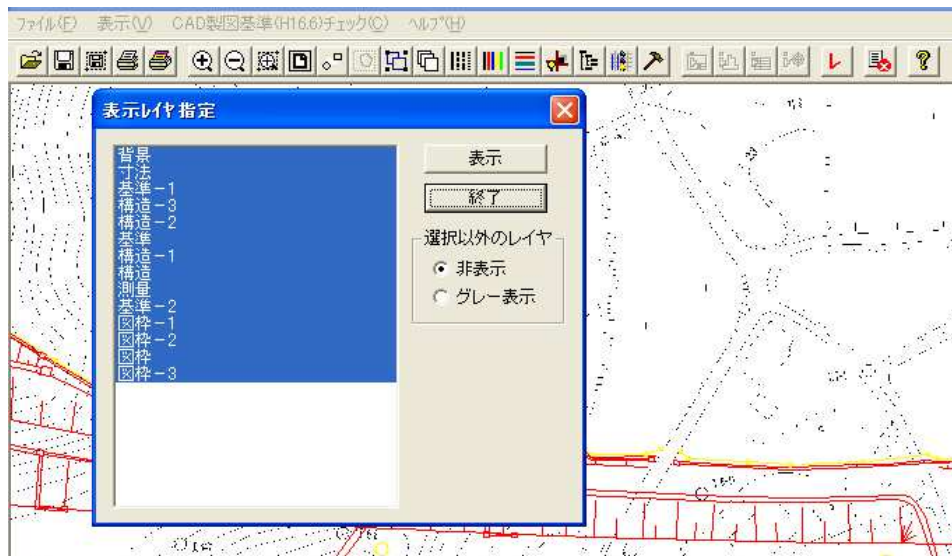 ファイル(F) 表示(V) CAD製図基準(H16.6)チェック(C) ヘルプ(H)
表示レイヤ指定
背景
寸法
基準-1
構造-3
構造-2
基準
構造-1
構造
測量
基準-2
図枠-1
図枠-2
図枠
図枠-3
表示
終了
選択以外のレイヤ
非表示
グレー表示